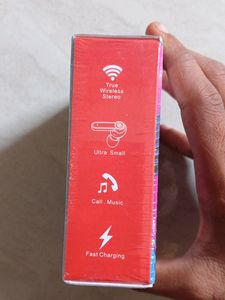 True
Wireless
Stereo
Ultra Small
Call . Music
Fast Charging